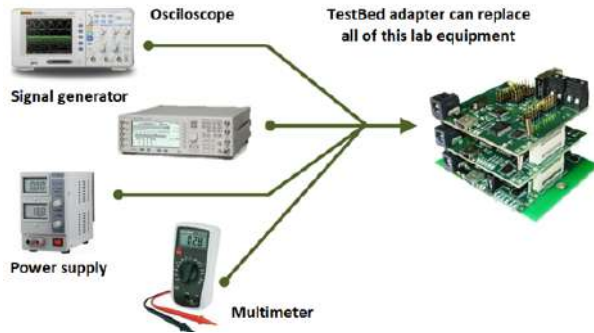 Osciloscope
TestBed adapter can replace
all of this lab equipment
Signal generator
Power supply
Multimeter